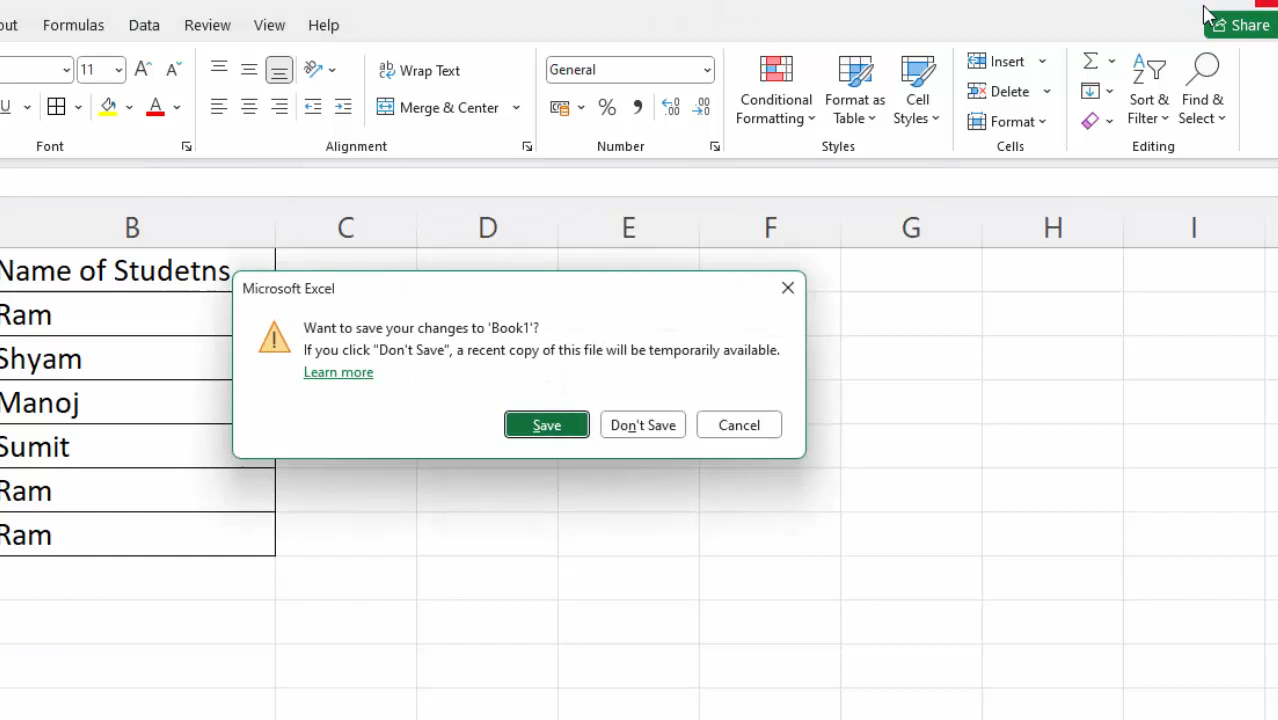 out Formulas Data Review View Help
Share
11 A A ab Wrap Text General Insert
U A Merge & Center % , .00 .00 Conditional Formatting Format as Table Cell Styles Delete Sort & Filter Find & Select
Format
Font Alignment Number Styles Cells Editing
B C D E F G H I
Name of Studetns
Ram
Shyam
Manoj
Sumit
Ram
Ram
Microsoft Excel
Want to save your changes to 'Book1'?
If you click "Don't Save", a recent copy of this file will be temporarily available.
Learn more
Save Don't Save Cancel